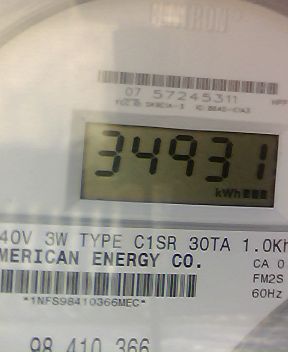 07 57245311
34931
kWh
40V 3W TYPE C1SR 30TA 1.0Kh
MERICAN ENERGY CO.
CA 0
FM2S
60Hz
*1NFS98410366MEC*
98 410 366